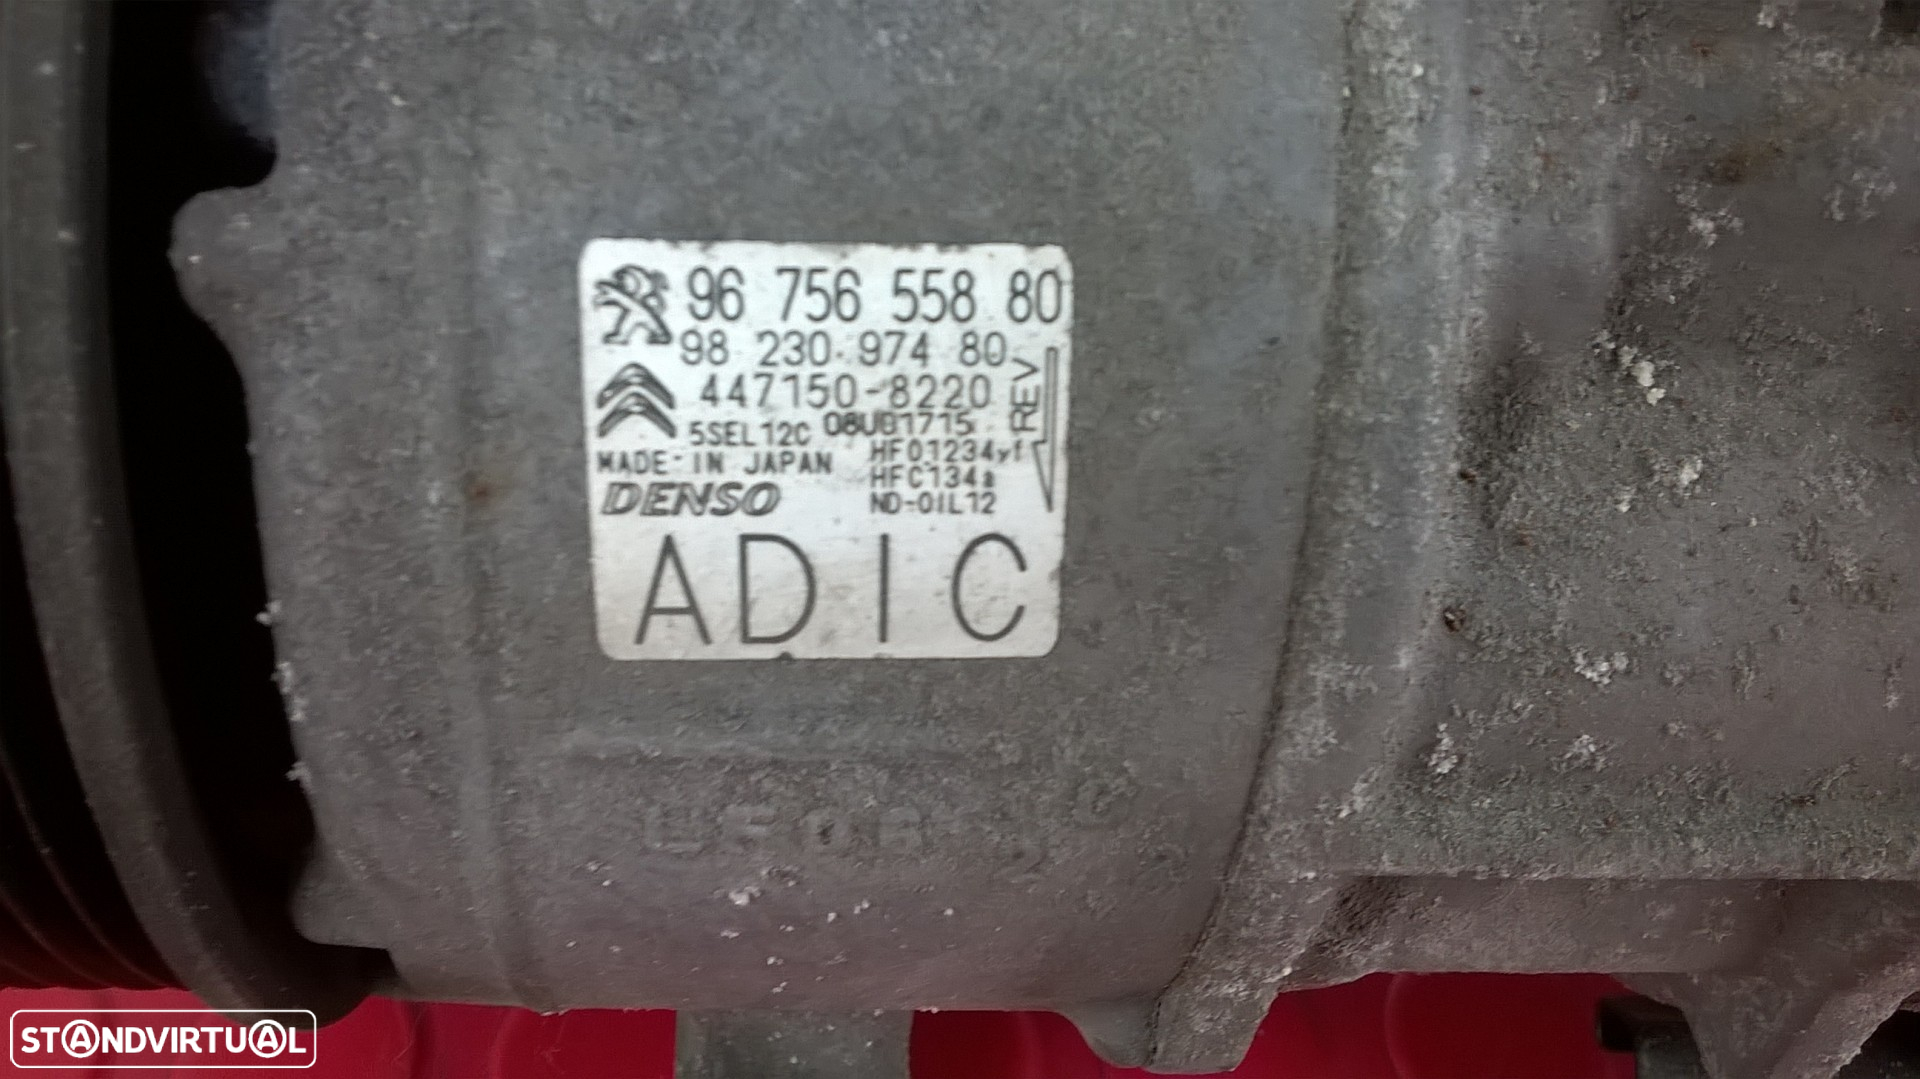 96 756 558 80
98 230 974 80
447150-8220
REV
5SEL12C 08U01715
MADE IN JAPAN HFO1234yf
HFC134a
DENSO ND-OIL12
ADIC
STANDVIRTUAL